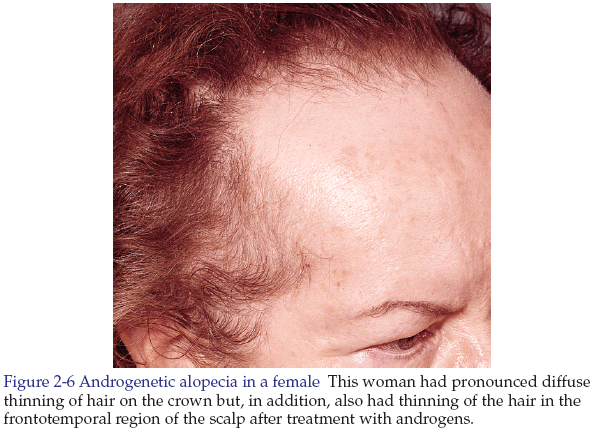 Figure 2-6 Androgenetic alopecia in a female This woman had pronounced diffuse
thinning of hair on the crown but, in addition, also had thinning of the hair in the
frontotemporal region of the scalp after treatment with androgens.